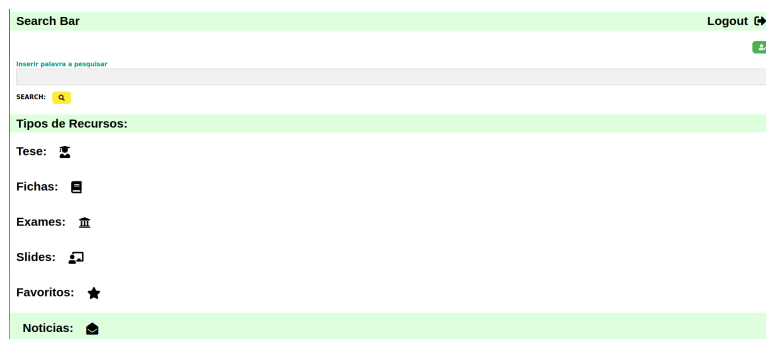 Search Bar
Logout
Inserir palavra a pesquisar
SEARCH:
Tipos de Recursos:
Tese:
Fichas:
Exames:
Slides:
Favoritos:
Noticias: